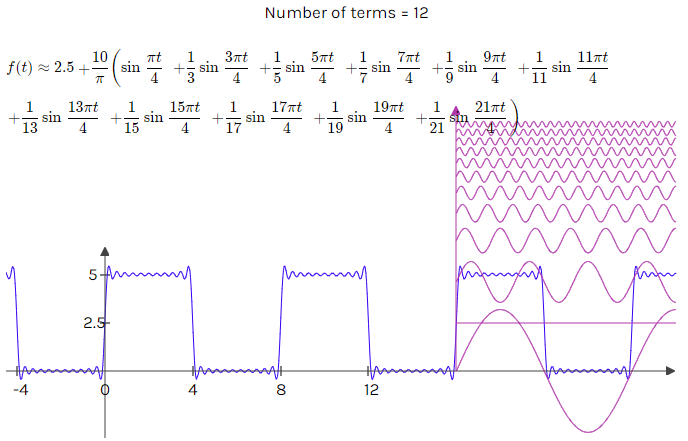 Number of terms = 12
f(t) ≈ 2.5 + 10/π ( sin πt/4 + 1/3 sin 3πt/4 + 1/5 sin 5πt/4 + 1/7 sin 7πt/4 + 1/9 sin 9πt/4 + 1/11 sin 11πt/4
+ 1/13 sin 13πt/4 + 1/15 sin 15πt/4 + 1/17 sin 17πt/4 + 1/19 sin 19πt/4 + 1/21 sin 21πt/4 )
5
2.5
-4 0 4 8 12